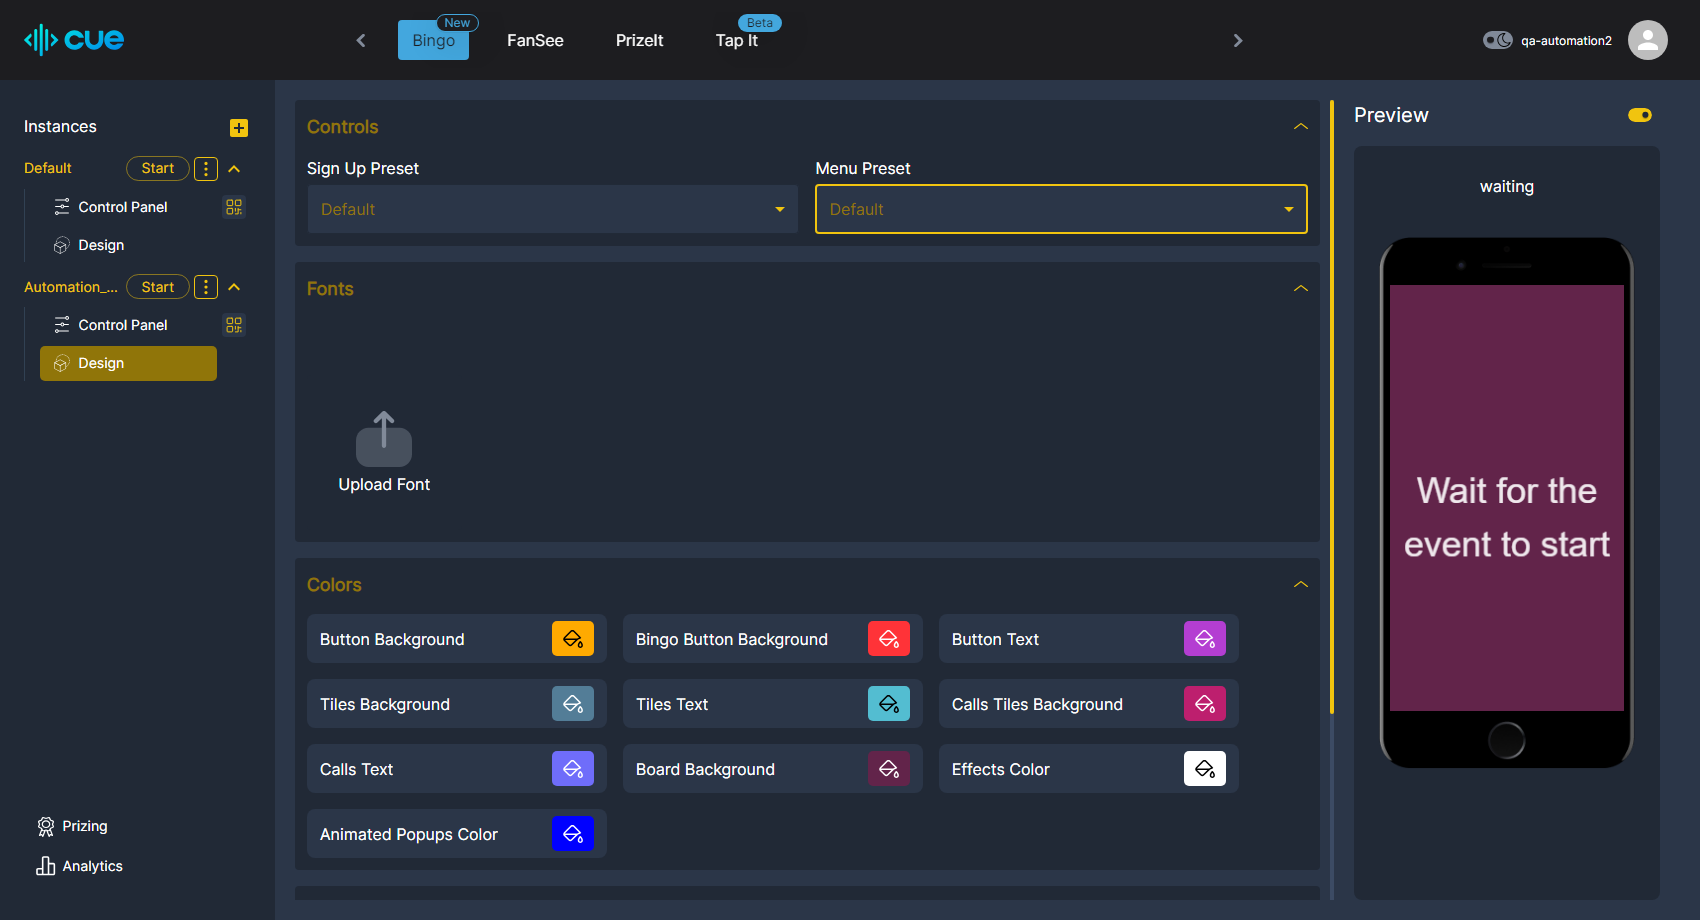 cue
Bingo
New
FanSee
PrizeIt
Tap It
Beta
qa-automation2
Instances
Default
Start
Control Panel
Design
Automation_...
Start
Control Panel
Design
Prizing
Analytics
Controls
Sign Up Preset
Menu Preset
Default
Default
Fonts
Upload Font
Colors
Button Background
Bingo Button Background
Button Text
Tiles Background
Tiles Text
Calls Tiles Background
Calls Text
Board Background
Effects Color
Animated Popups Color
Preview
waiting
Wait for the
event to start